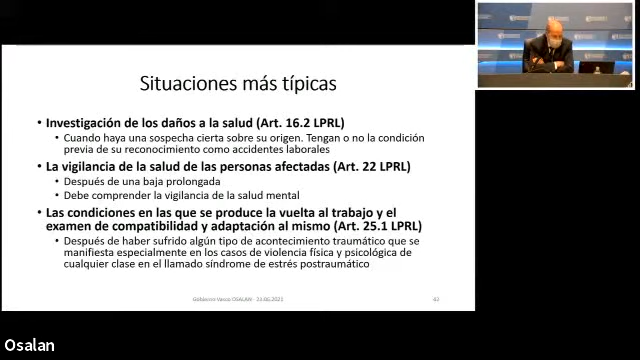 Situaciones más típicas
• Investigación de los daños a la salud (Art. 16.2 LPRL)
• Cuando haya una sospecha cierta sobre su origen. Tengan o no la condición
previa de su reconocimiento como accidentes laborales
• La vigilancia de la salud de las personas afectadas (Art. 22 LPRL)
• Después de una baja prolongada
• Debe comprender la vigilancia de la salud mental
• Las condiciones en las que se produce la vuelta al trabajo y el
examen de compatibilidad y adaptación al mismo (Art. 25.1 LPRL)
• Después de haber sufrido algún tipo de acontecimiento traumático que se
manifiesta especialmente en los casos de violencia física y psicológica de
cualquier clase en el llamado síndrome de estrés postraumático
Gobierno Vasco OSALAN -
Osalan